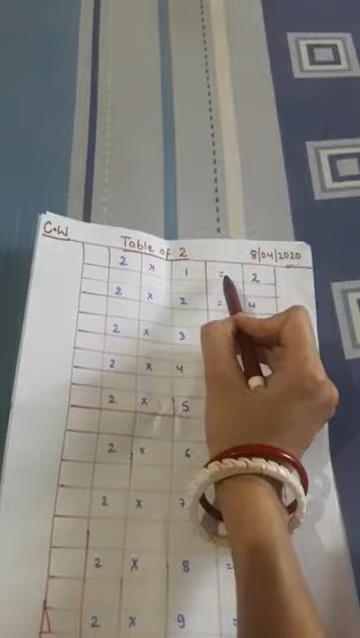 C.W Table of 2 8/04/2020
2 x 1 = 2
2 x 2 = 4
2 x 3
2 x 4
2 x 5
2 x 6
2 x 7
2 x 8 =
2 x 9 =